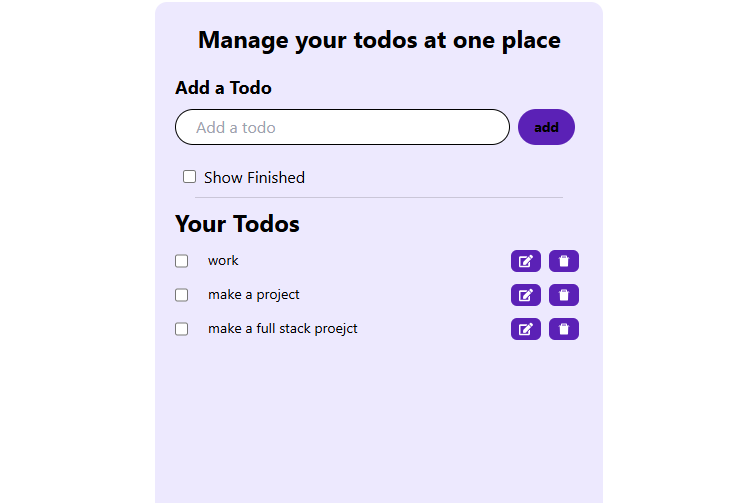 Manage your todos at one place
Add a Todo
Add a todo
add
Show Finished
Your Todos
work
make a project
make a full stack proejct